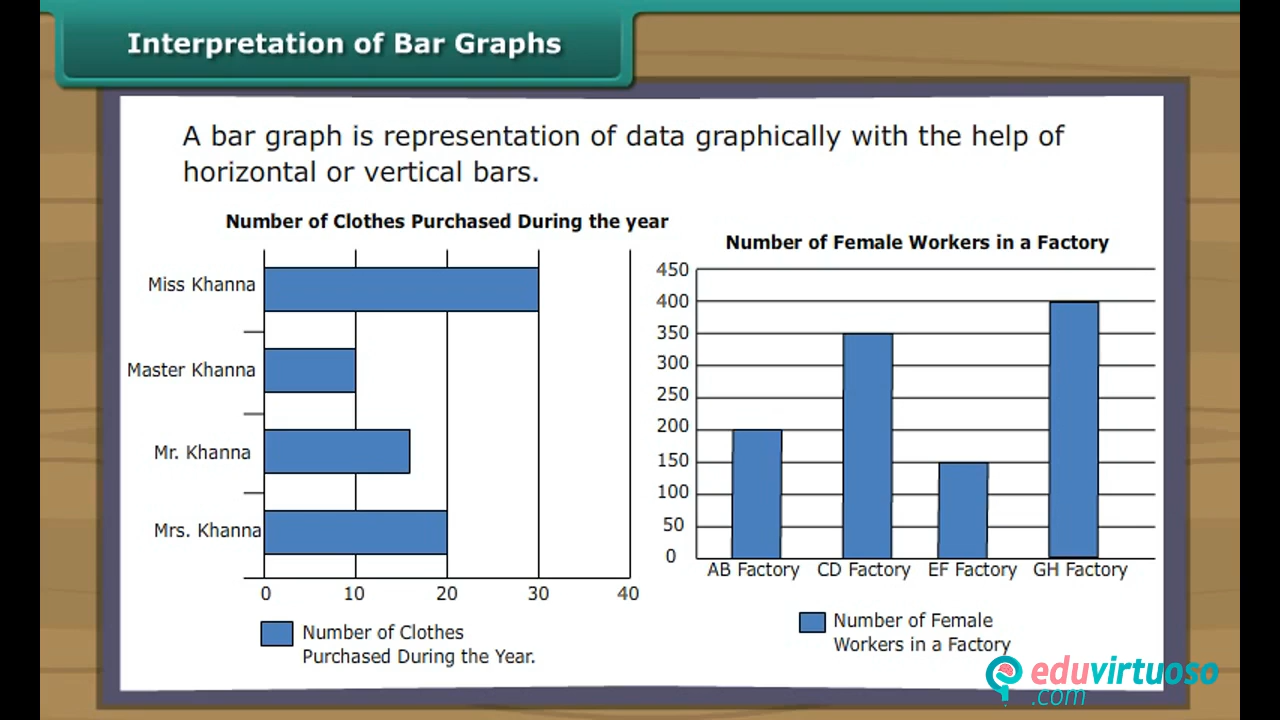 Interpretation of Bar Graphs
A bar graph is representation of data graphically with the help of
horizontal or vertical bars.
Number of Clothes Purchased During the year
Miss Khanna
Master Khanna
Mr. Khanna
Mrs. Khanna
0 10 20 30 40
Number of Clothes
Purchased During the Year.
Number of Female Workers in a Factory
450
400
350
300
250
200
150
100
50
0
AB Factory CD Factory EF Factory GH Factory
Number of Female
Workers in a Factory
eduvirtuoso
.com